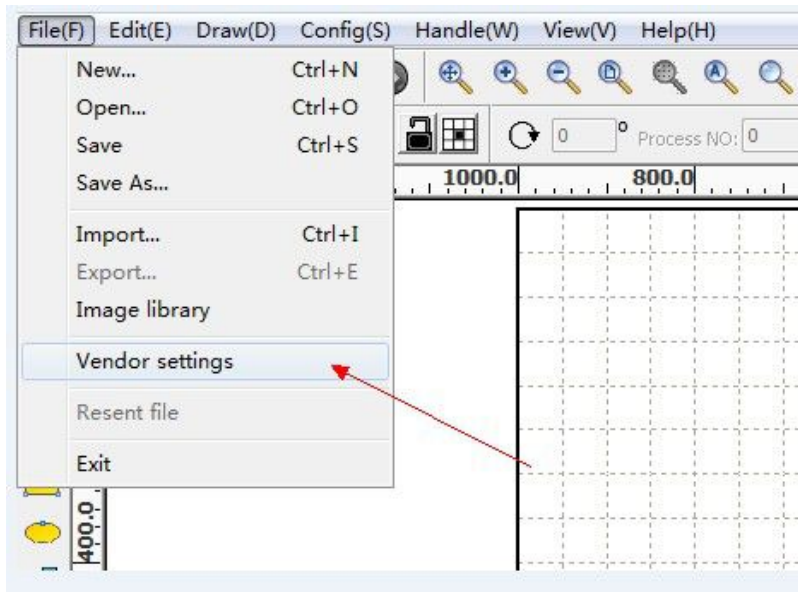 File(F) Edit(E) Draw(D) Config(S) Handle(W) View(V) Help(H)
New... Ctrl+N
Open... Ctrl+O
Save Ctrl+S
Save As...
0 ° Process NO: 0
1000.0 800.0
Import... Ctrl+I
Export... Ctrl+E
Image library
Vendor settings
Resent file
Exit
400.0